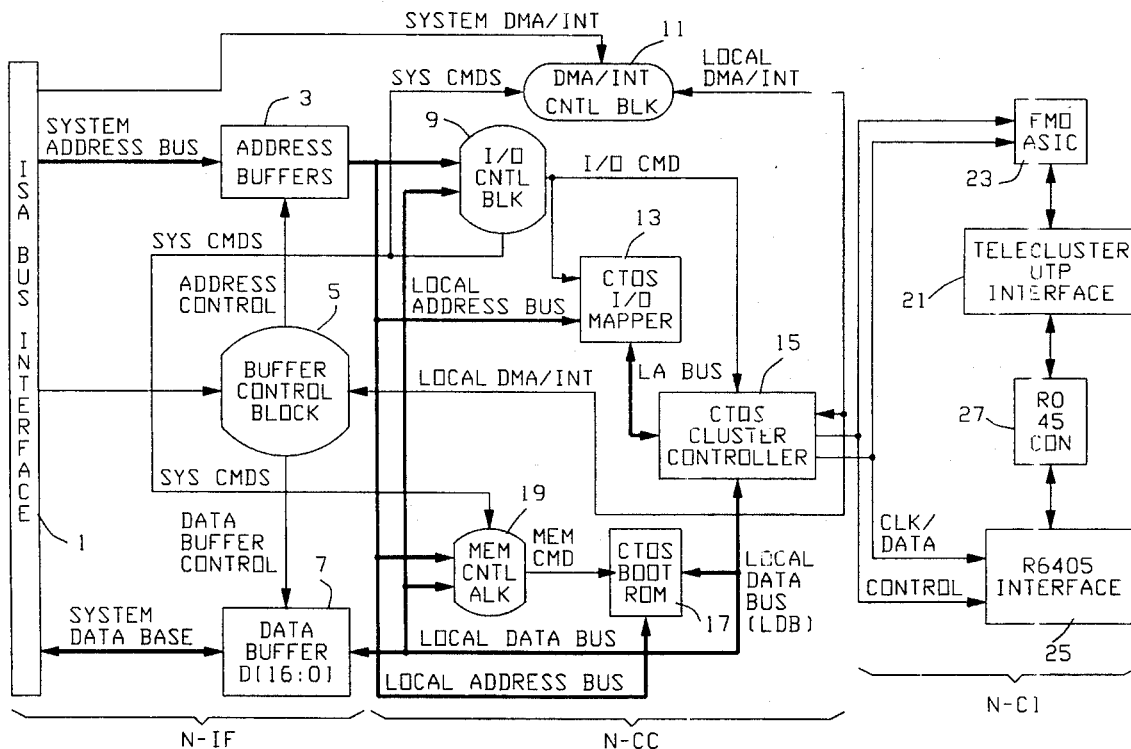 SYSTEM DMA/INT
11
SYS CMDS
DMA/INT
CNTL BLK
LOCAL
DMA/INT
3
SYSTEM
ADDRESS BUS
ADDRESS
BUFFERS
9
I/O
CNTL
BLK
I/O CMD
FMO
ASIC
23
ISA BUS INTERFACE
SYS CMDS
13
CTOS
I/O
MAPPER
TELECLUSTER
UTP
INTERFACE
21
ADDRESS
CONTROL
LOCAL
ADDRESS BUS
5
BUFFER
CONTROL
BLOCK
LOCAL DMA/INT
LA BUS
15
CTOS
CLUSTER
CONTROLLER
RO
45
CON
27
SYS CMDS
1
DATA
BUFFER
CONTROL
19
MEM
CNTL
ALK
MEM
CMD
CTOS
BOOT
ROM
17
LOCAL
DATA
BUS
(LDB)
CLK/
DATA
CONTROL
R6405
INTERFACE
25
SYSTEM
DATA BASE
7
DATA
BUFFER
D[16:0]
LOCAL DATA BUS
LOCAL ADDRESS BUS
N-IF
N-CC
N-C1